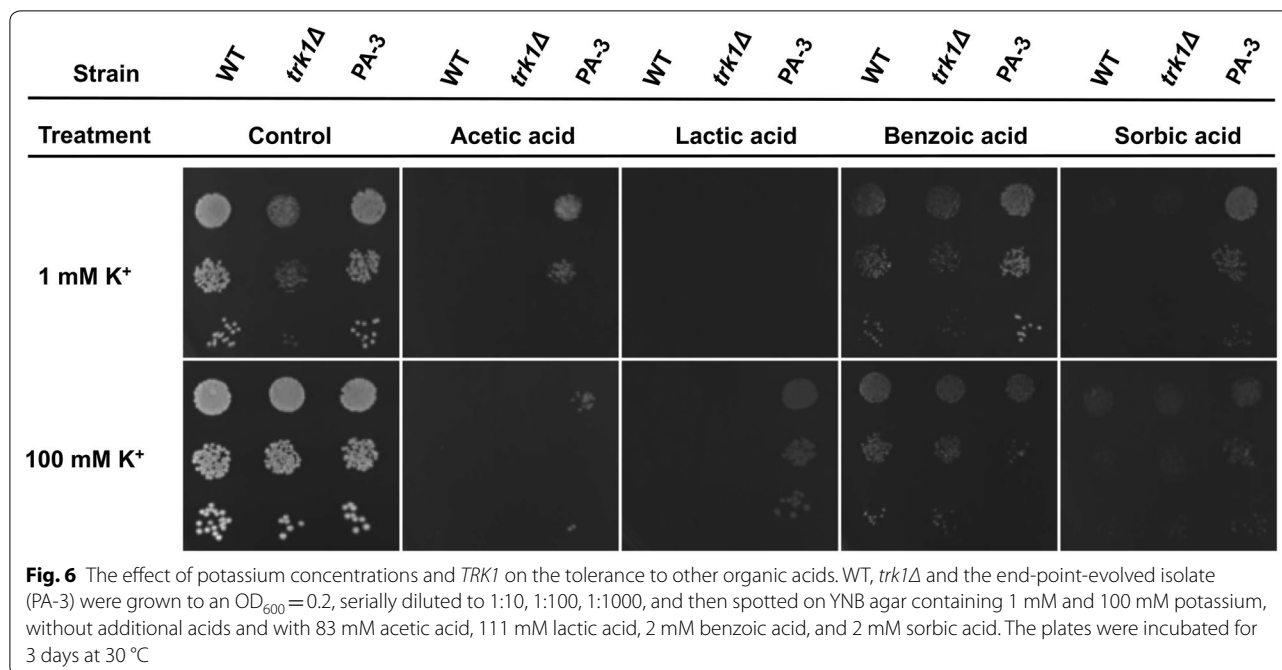 Strain WT trk1Δ PA-3 WT trk1Δ PA-3 WT trk1Δ PA-3 WT trk1Δ PA-3 WT trk1Δ PA-3
Treatment Control Acetic acid Lactic acid Benzoic acid Sorbic acid
1 mM K⁺
100 mM K⁺
Fig. 6 The effect of potassium concentrations and TRK1 on the tolerance to other organic acids. WT, trk1Δ and the end-point-evolved isolate
(PA-3) were grown to an OD₆₀₀ = 0.2, serially diluted to 1:10, 1:100, 1:1000, and then spotted on YNB agar containing 1 mM and 100 mM potassium,
without additional acids and with 83 mM acetic acid, 111 mM lactic acid, 2 mM benzoic acid, and 2 mM sorbic acid. The plates were incubated for
3 days at 30 °C